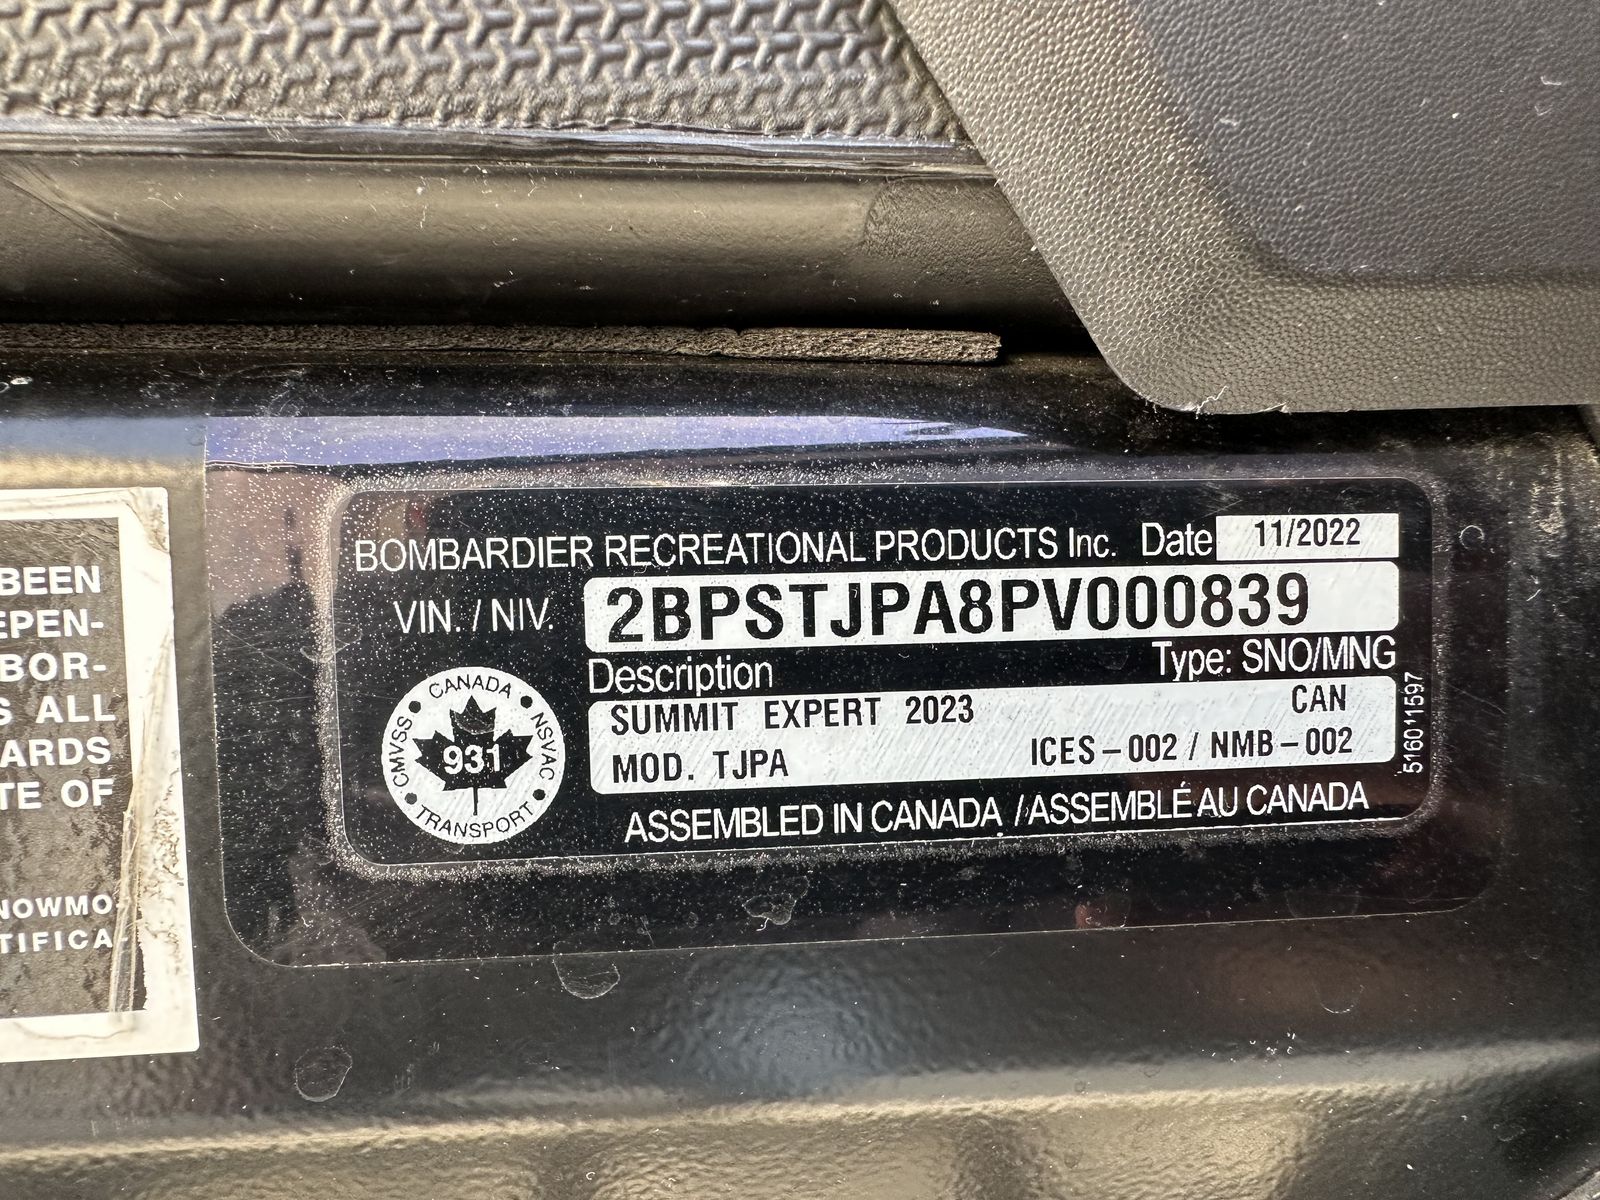 BEEN
EPEN-
BOR-
S ALL
ARDS
TE OF
NOWMO-
TIFICA-
BOMBARDIER RECREATIONAL PRODUCTS Inc. Date 11/2022
VIN. / NIV. 2BPSTJPA8PV000839
Description Type: SNO/MNG
SUMMIT EXPERT 2023 CAN
MOD. TJPA ICES-002 / NMB-002
ASSEMBLED IN CANADA / ASSEMBLÉ AU CANADA
516011597
CANADA
CMVSS
NSVAC
931
TRANSPORT